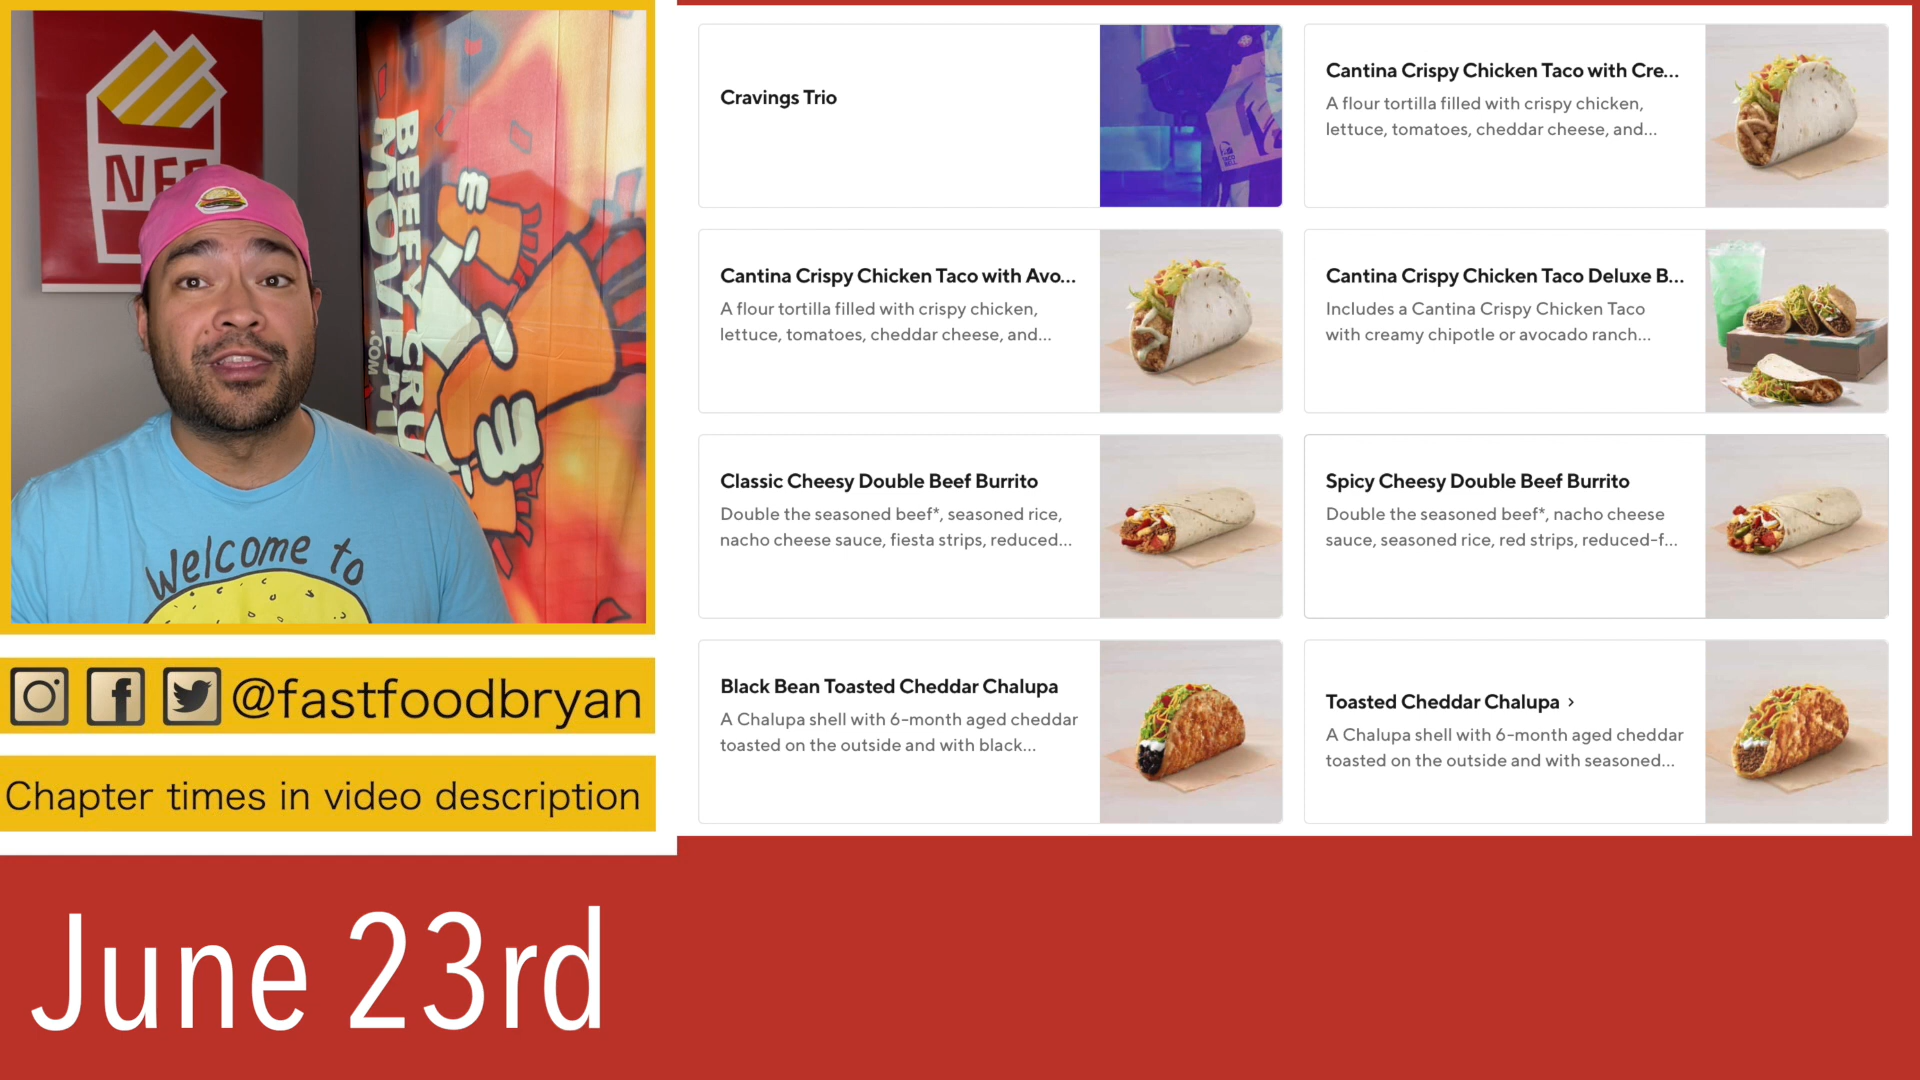 NFF
BEEFY CRU
MOVEM
.COM
Welcome to
@fastfoodbryan
Chapter times in video description
June 23rd
Cravings Trio
TACO
BELL
Cantina Crispy Chicken Taco with Cre...
A flour tortilla filled with crispy chicken,
lettuce, tomatoes, cheddar cheese, and...
Cantina Crispy Chicken Taco with Avo...
A flour tortilla filled with crispy chicken,
lettuce, tomatoes, cheddar cheese, and...
Cantina Crispy Chicken Taco Deluxe B...
Includes a Cantina Crispy Chicken Taco
with creamy chipotle or avocado ranch...
Classic Cheesy Double Beef Burrito
Double the seasoned beef*, seasoned rice,
nacho cheese sauce, fiesta strips, reduced...
Spicy Cheesy Double Beef Burrito
Double the seasoned beef*, nacho cheese
sauce, seasoned rice, red strips, reduced-f...
Black Bean Toasted Cheddar Chalupa
A Chalupa shell with 6-month aged cheddar
toasted on the outside and with black...
Toasted Cheddar Chalupa >
A Chalupa shell with 6-month aged cheddar
toasted on the outside and with seasoned...